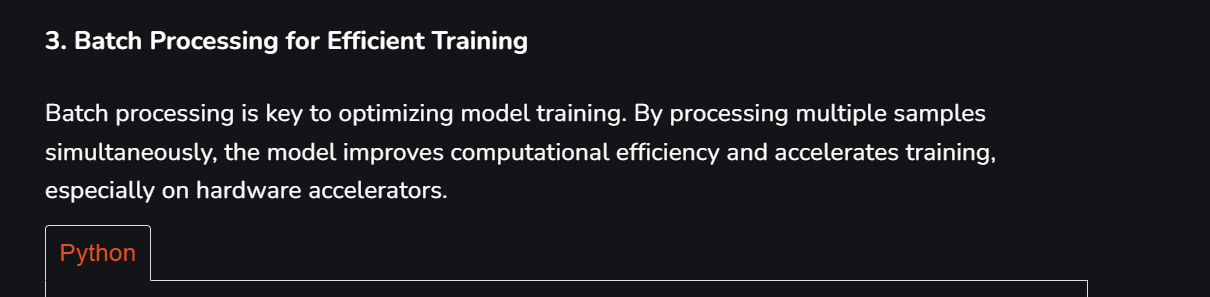 3. Batch Processing for Efficient Training
Batch processing is key to optimizing model training. By processing multiple samples
simultaneously, the model improves computational efficiency and accelerates training,
especially on hardware accelerators.
Python